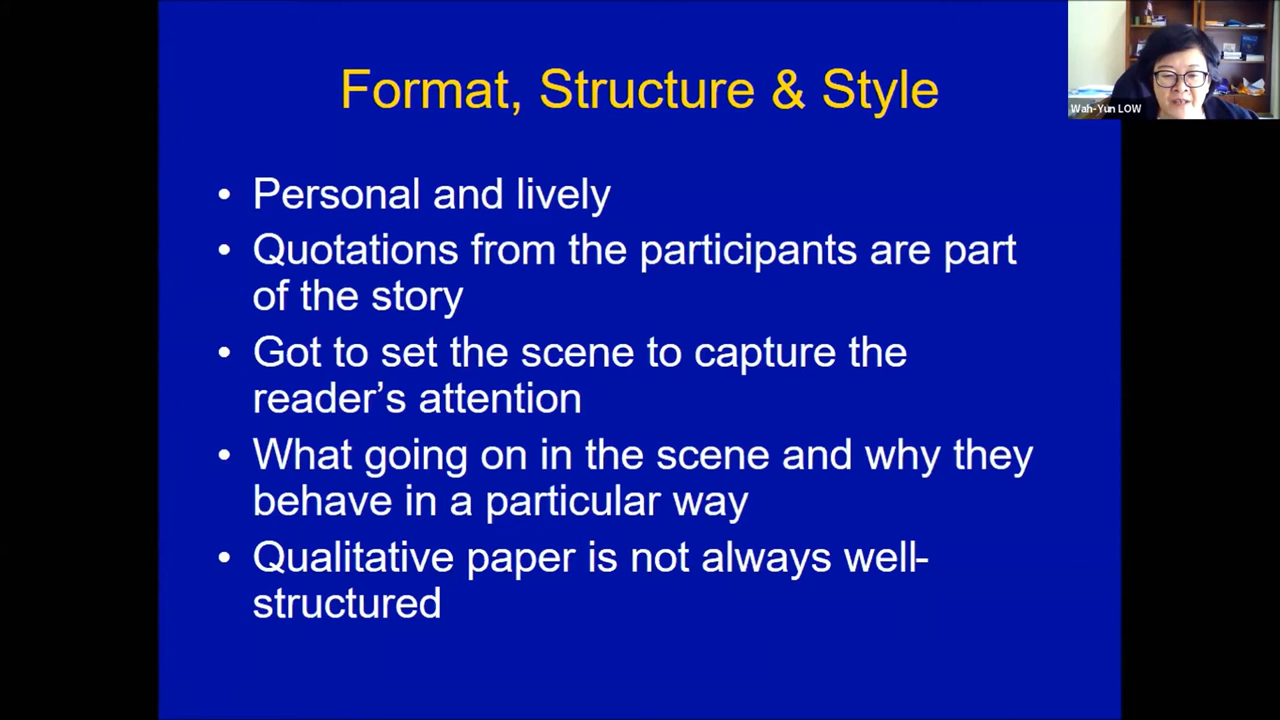 Format, Structure & Style
Wah-Yun LOW
• Personal and lively
• Quotations from the participants are part
of the story
• Got to set the scene to capture the
reader’s attention
• What going on in the scene and why they
behave in a particular way
• Qualitative paper is not always well-
structured